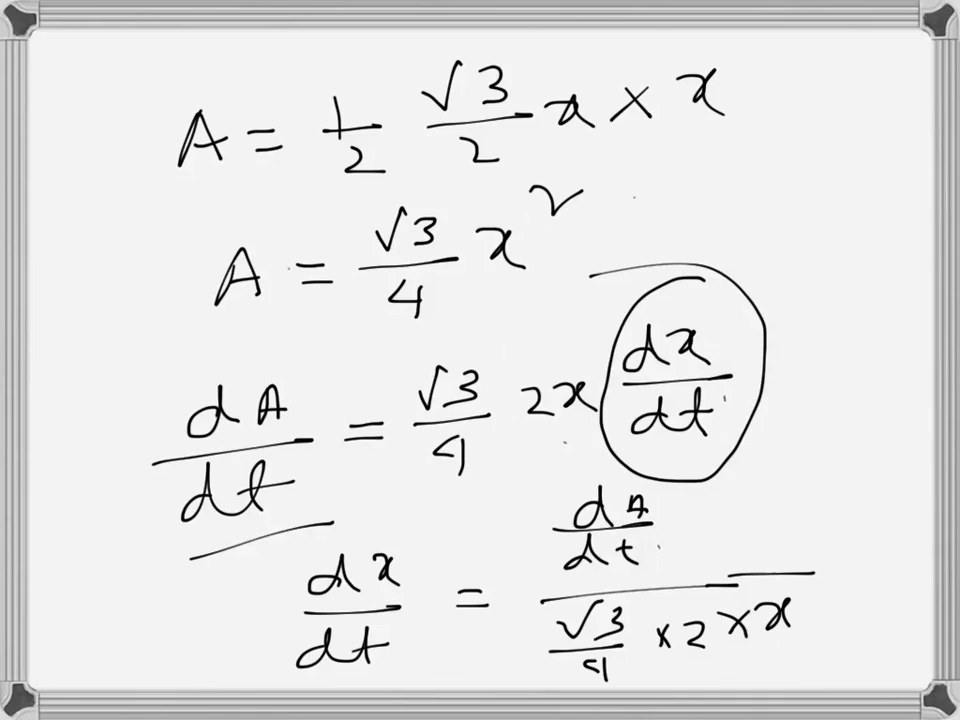 A = 1/2 √3/2 x × x
A = √3/4 x²
dA/dt = √3/4 2x dx/dt
dx/dt = (dA/dt)/(√3/4 × 2 × x)